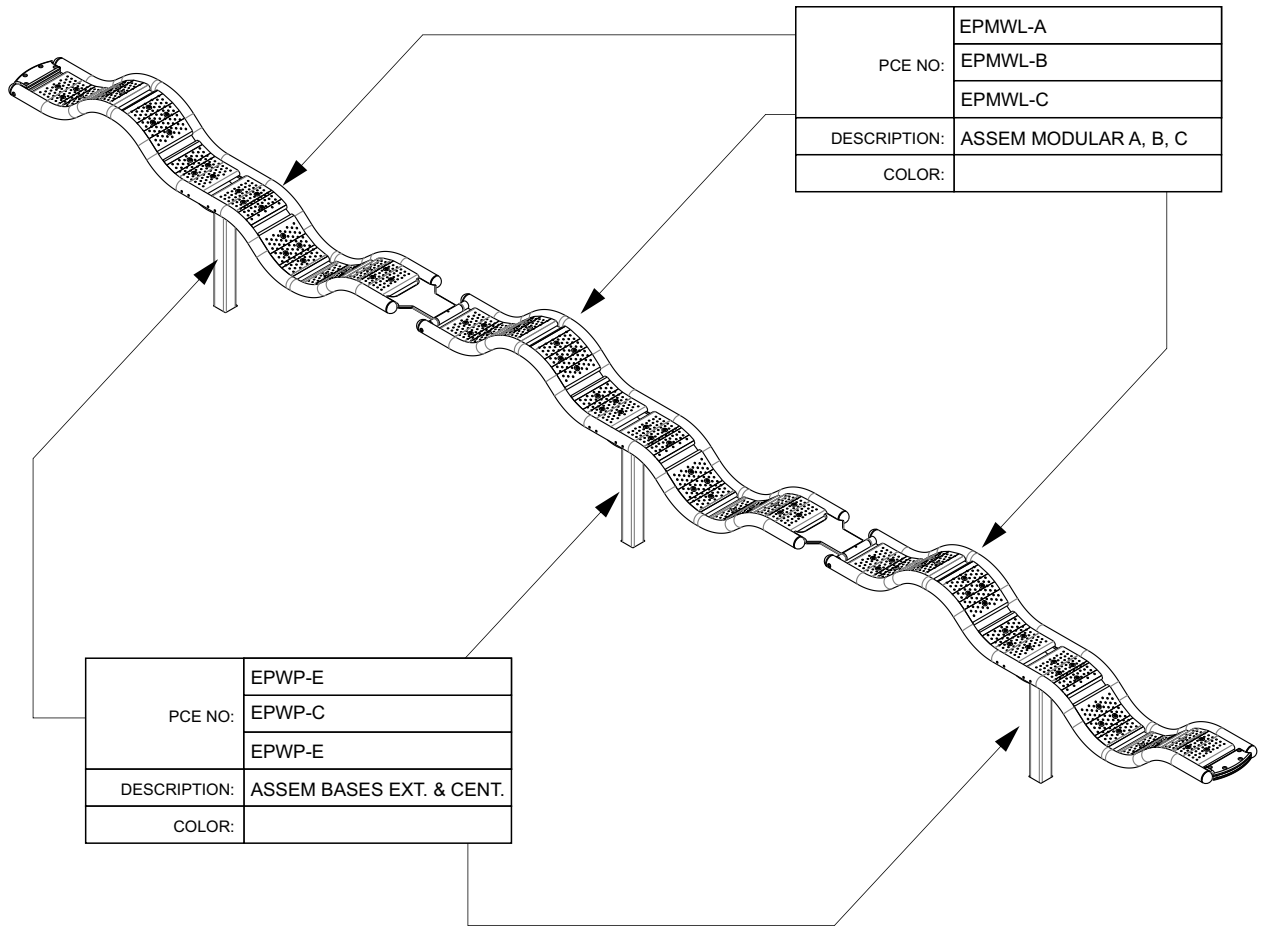 EPMWL-A
PCE NO:
EPMWL-B
EPMWL-C
DESCRIPTION: ASSEM MODULAR A, B, C
COLOR:
EPWP-E
PCE NO:
EPWP-C
EPWP-E
DESCRIPTION: ASSEM BASES EXT. & CENT.
COLOR: